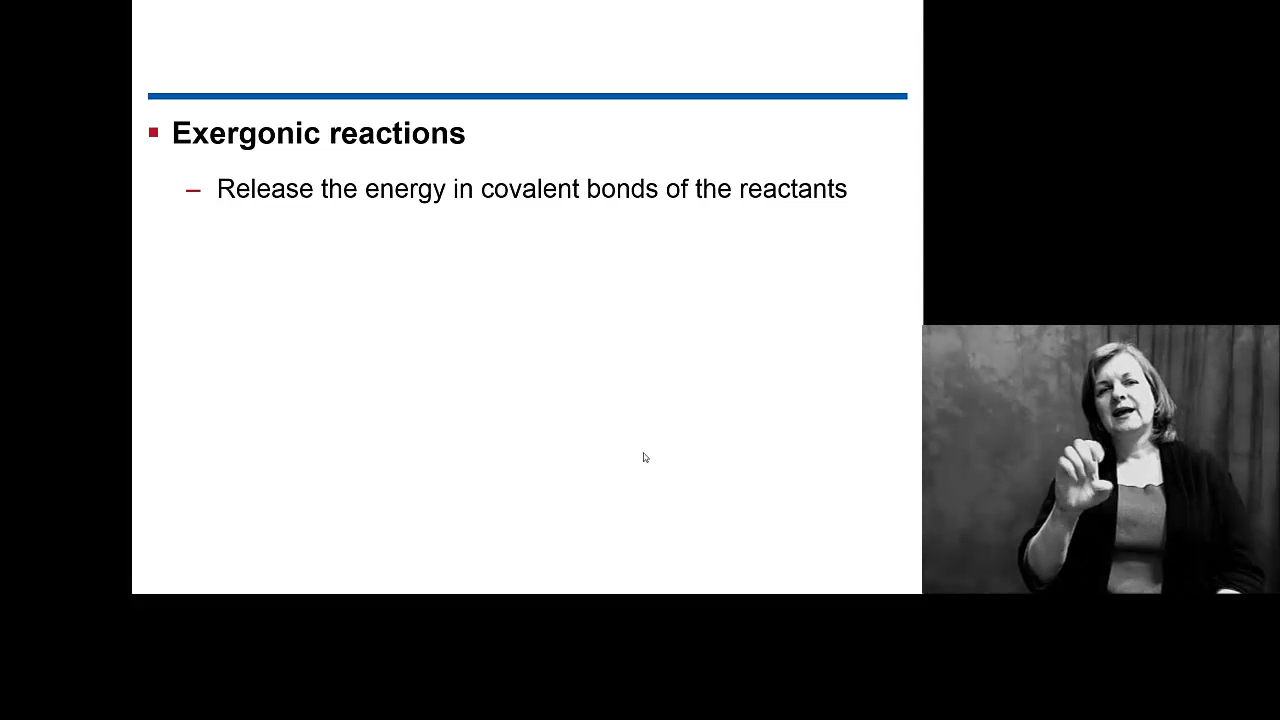 Exergonic reactions
– Release the energy in covalent bonds of the reactants